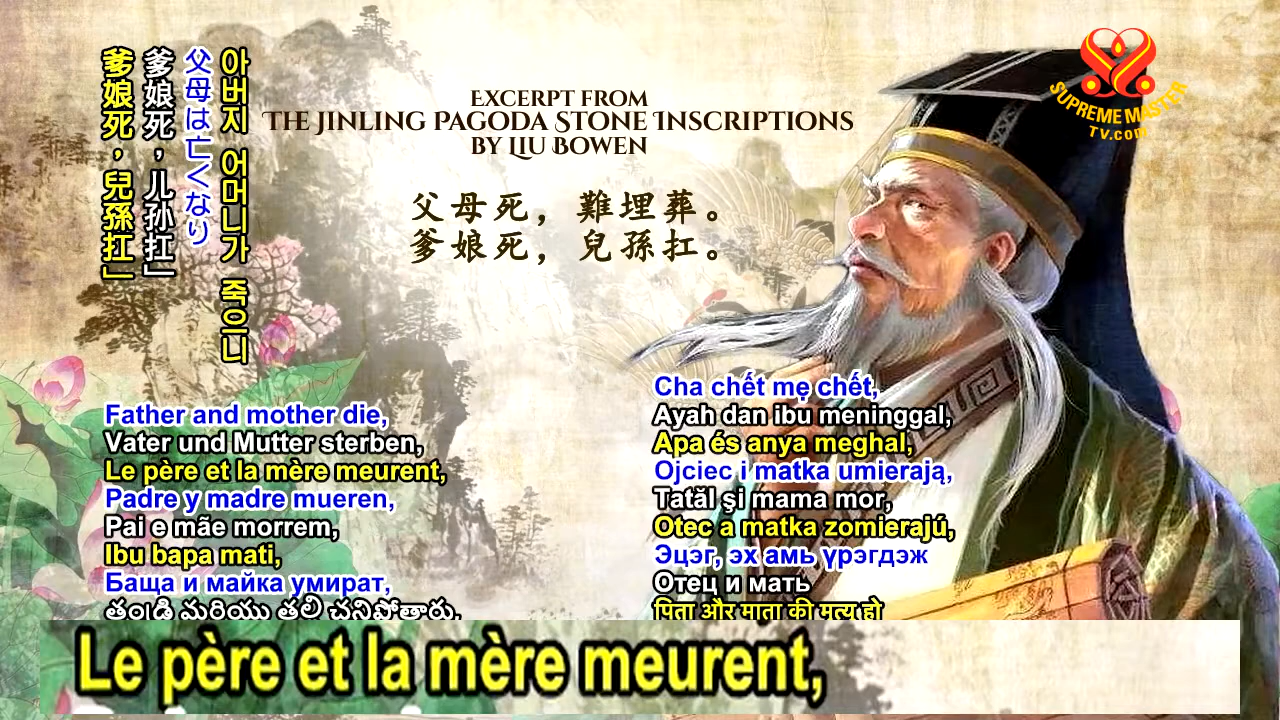 아버지 어머니가 죽으니
父母は亡くなり
爹娘死，儿孙扛」
爹娘死，兒孫扛」
EXCERPT FROM
THE JINLING PAGODA STONE INSCRIPTIONS
BY LIU BOWEN
父母死，難埋葬。
爹娘死，兒孫扛。
SUPREME MASTER
TV.com
Father and mother die,
Vater und Mutter sterben,
Le père et la mère meurent,
Padre y madre mueren,
Pai e mãe morrem,
Ibu bapa mati,
Баща и майка умират,
తండ్రి మరియు తల్లి చనిపోతారు,
Cha chết mẹ chết,
Ayah dan ibu meninggal,
Apa és anya meghal,
Ojciec i matka umierają,
Tatăl şi mama mor,
Otec a matka zomierajú,
Эцэг, эх амь үрэгдэж
Отец и мать
पिता और माता की मृत्यु हो
Le père et la mère meurent,